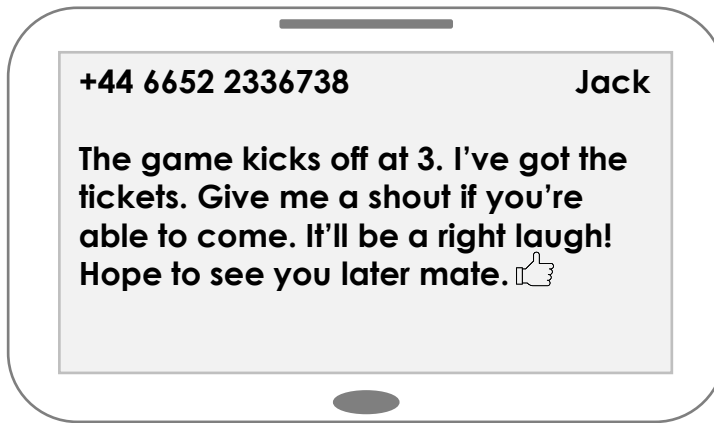 +44 6652 2336738 Jack
The game kicks off at 3. I’ve got the
tickets. Give me a shout if you’re
able to come. It’ll be a right laugh!
Hope to see you later mate.